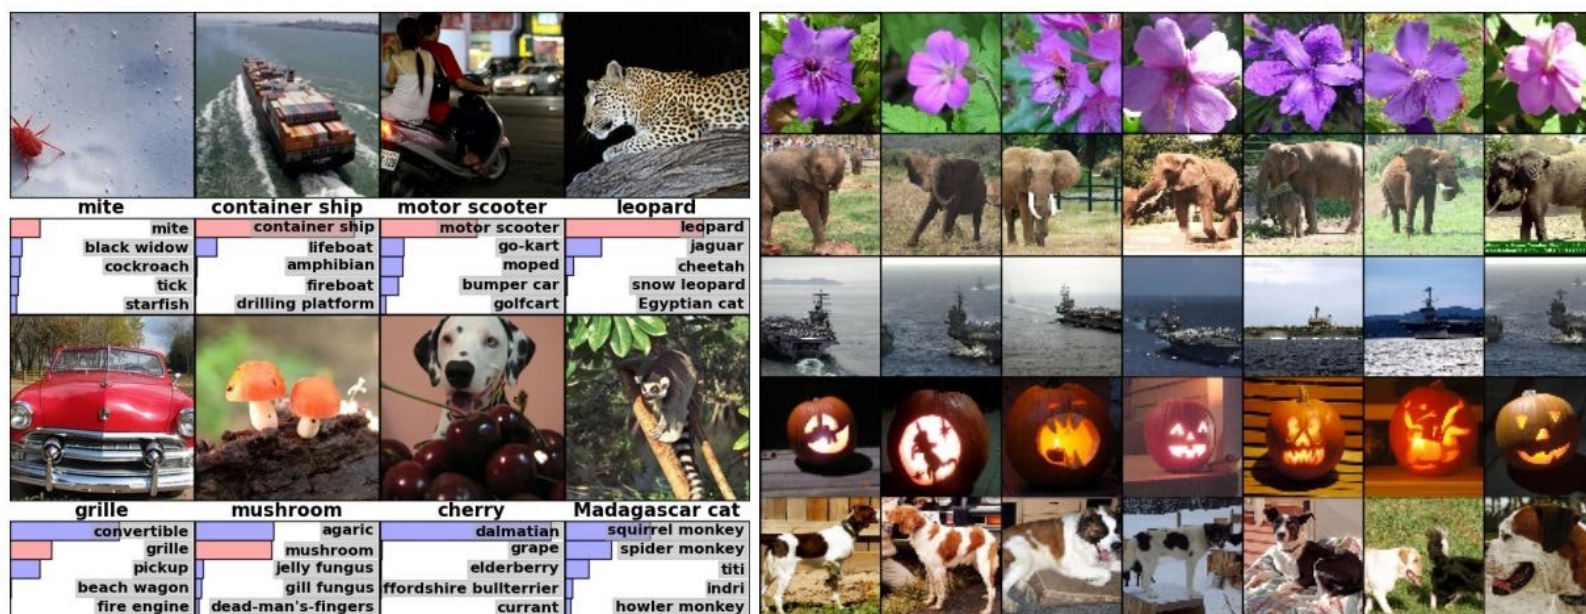 mite
container ship
motor scooter
leopard
mite
black widow
cockroach
tick
starfish
container ship
lifeboat
amphibian
fireboat
drilling platform
motor scooter
go-kart
moped
bumper car
golfcart
leopard
jaguar
cheetah
snow leopard
Egyptian cat
grille
mushroom
cherry
Madagascar cat
convertible
grille
pickup
beach wagon
fire engine
agaric
mushroom
jelly fungus
gill fungus
dead-man's-fingers
dalmatian
grape
elderberry
ffordshire bullterrier
currant
squirrel monkey
spider monkey
titi
indri
howler monkey